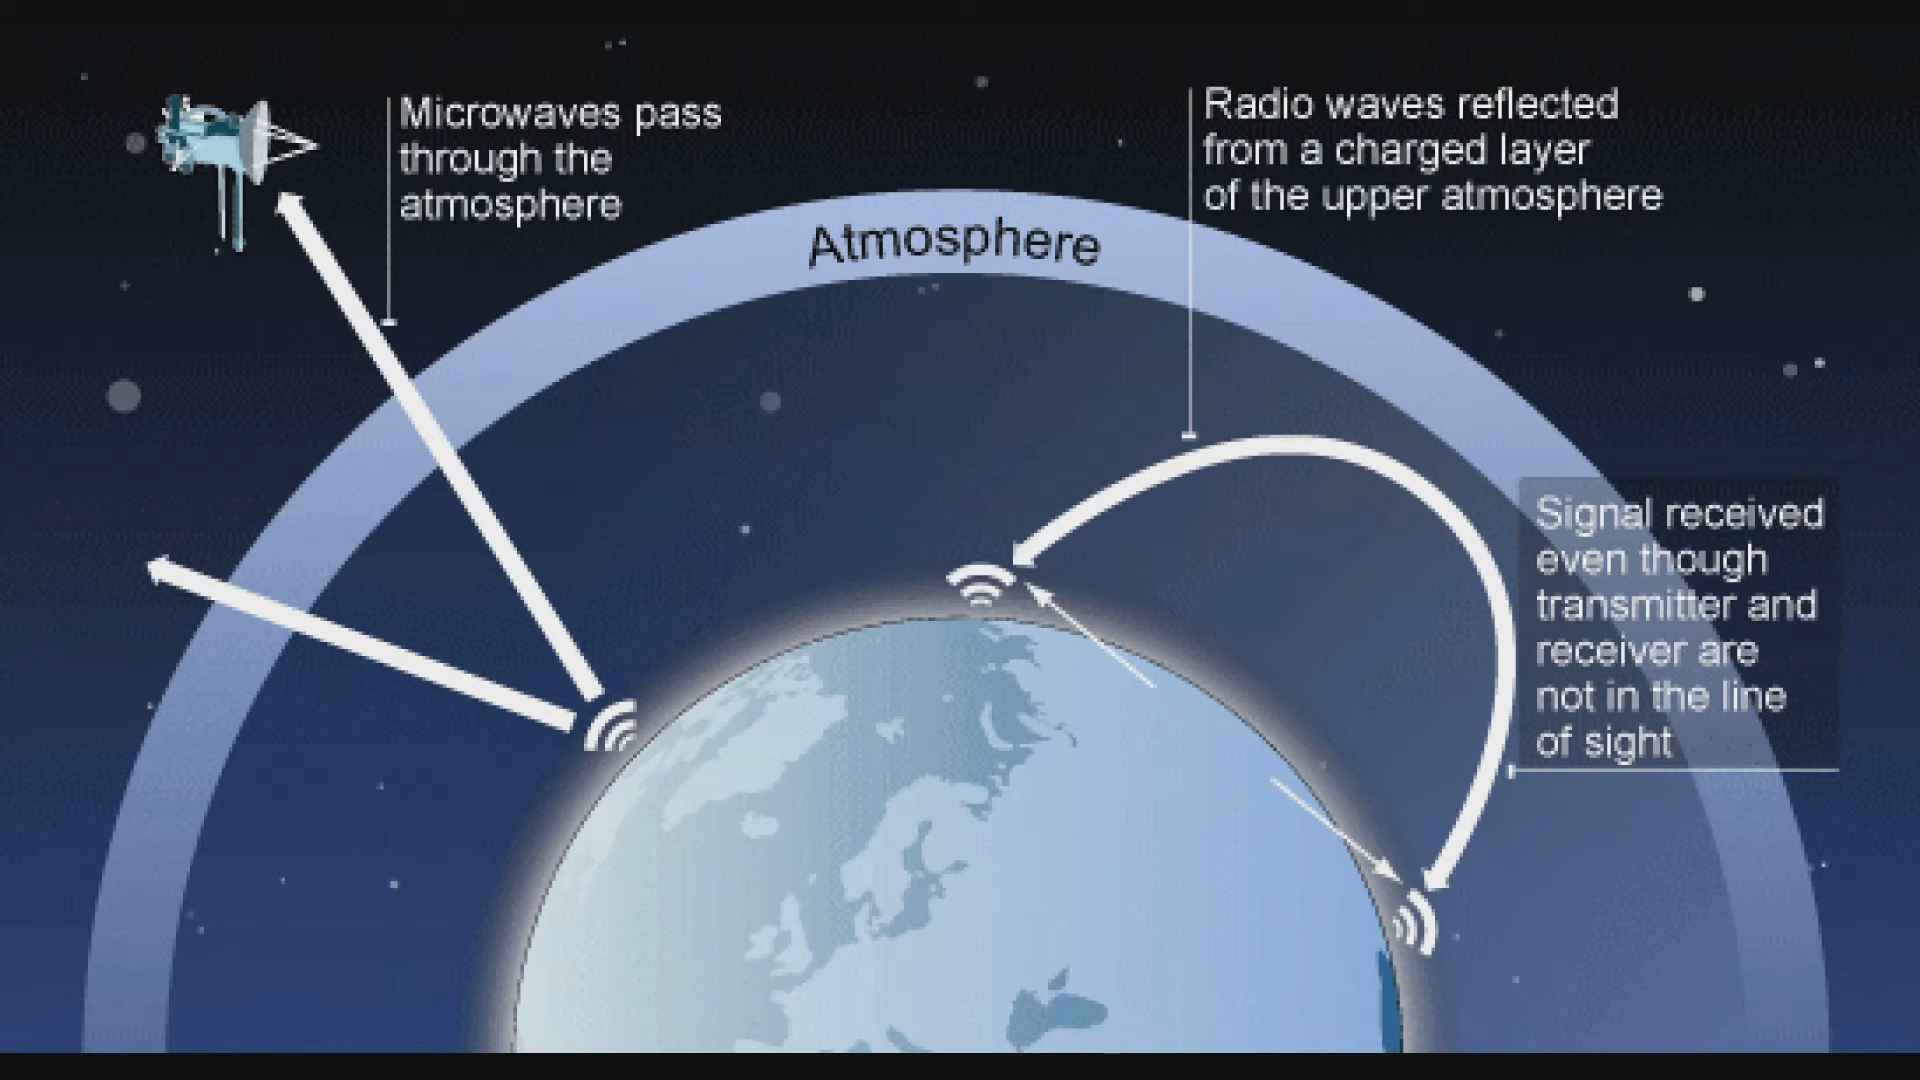 Microwaves pass
through the
atmosphere
Radio waves reflected
from a charged layer
of the upper atmosphere
Atmosphere
Signal received
even though
transmitter and
receiver are
not in the line
of sight